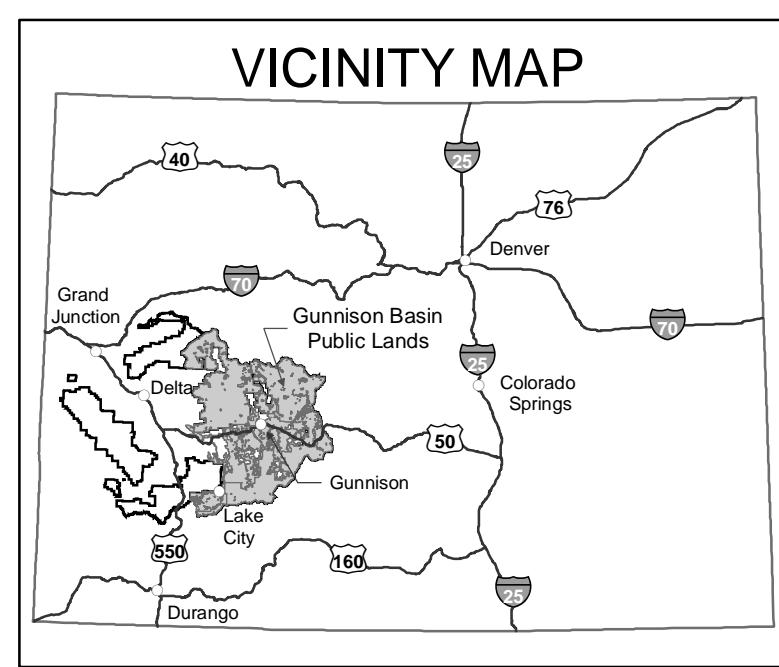 VICINITY MAP
40
25
76
Denver
70
Grand
Junction
Gunnison Basin
Public Lands
70
25
Delta
Colorado
Springs
50
Gunnison
Lake
City
550
160
25
Durango